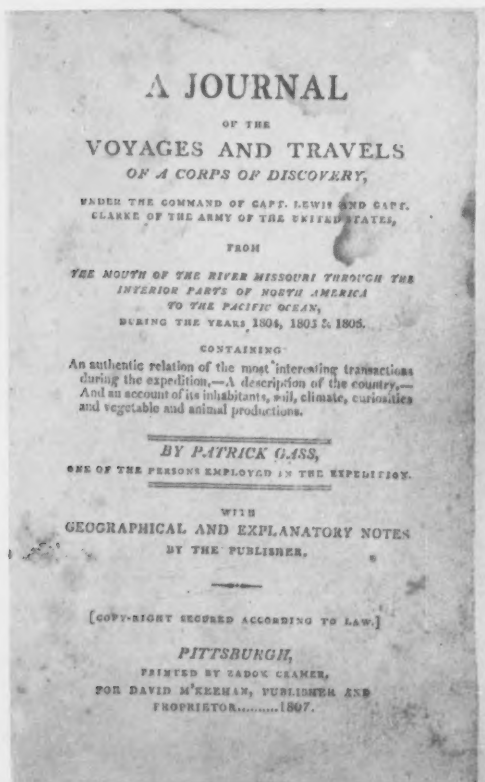 A JOURNAL
OF THE
VOYAGES AND TRAVELS
OF A CORPS OF DISCOVERY,
UNDER THE COMMAND OF CAPT. LEWIS AND CAPT.
CLARKE OF THE ARMY OF THE UNITED STATES,
FROM
THE MOUTH OF THE RIVER MISSOURI THROUGH THE
INTERIOR PARTS OF NORTH AMERICA
TO THE PACIFIC OCEAN,
DURING THE YEARS 1804, 1805 & 1806.
CONTAINING
An authentic relation of the most interesting transactions
during the expedition,—A description of the country,—
And an account of its inhabitants, soil, climate, curiosities
and vegetable and animal productions.
BY PATRICK GASS,
ONE OF THE PERSONS EMPLOYED IN THE EXPEDITION.
WITH
GEOGRAPHICAL AND EXPLANATORY NOTES
BY THE PUBLISHER.
[COPY-RIGHT SECURED ACCORDING TO LAW.]
PITTSBURGH,
PRINTED BY ZADOK CRAMER,
FOR DAVID M'KEEHAN, PUBLISHER AND
PROPRIETOR..........1807.